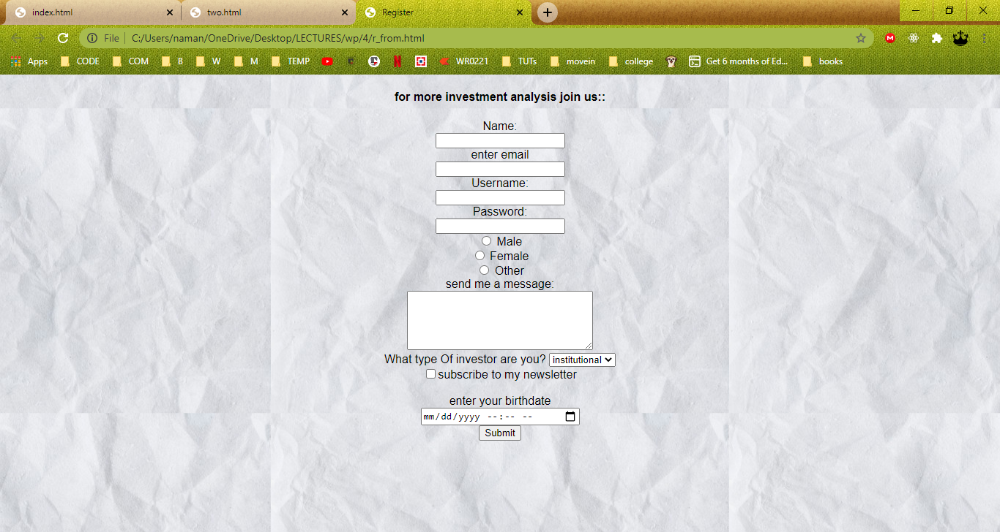 index.html two.html Register
File C:/Users/naman/OneDrive/Desktop/LECTURES/wp/4/r_from.html
Apps CODE COM B W M TEMP WR0221 TUTs movein college Get 6 months of Ed... books
for more investment analysis join us::
Name:
enter email
Username:
Password:
Male
Female
Other
send me a message:
What type Of investor are you? institutional
subscribe to my newsletter
enter your birthdate
mm/dd/yyyy --:-- --
Submit